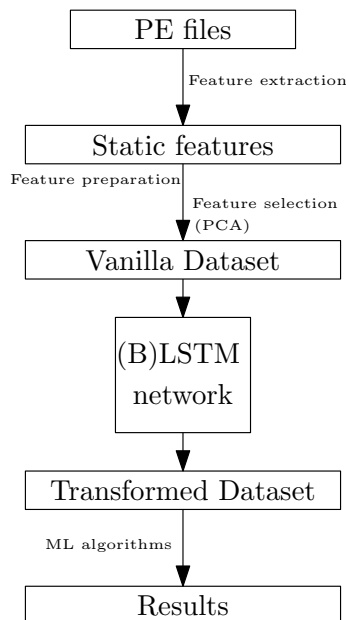 PE files
Feature extraction
Static features
Feature preparation
Feature selection
(PCA)
Vanilla Dataset
(B)LSTM
network
Transformed Dataset
ML algorithms
Results